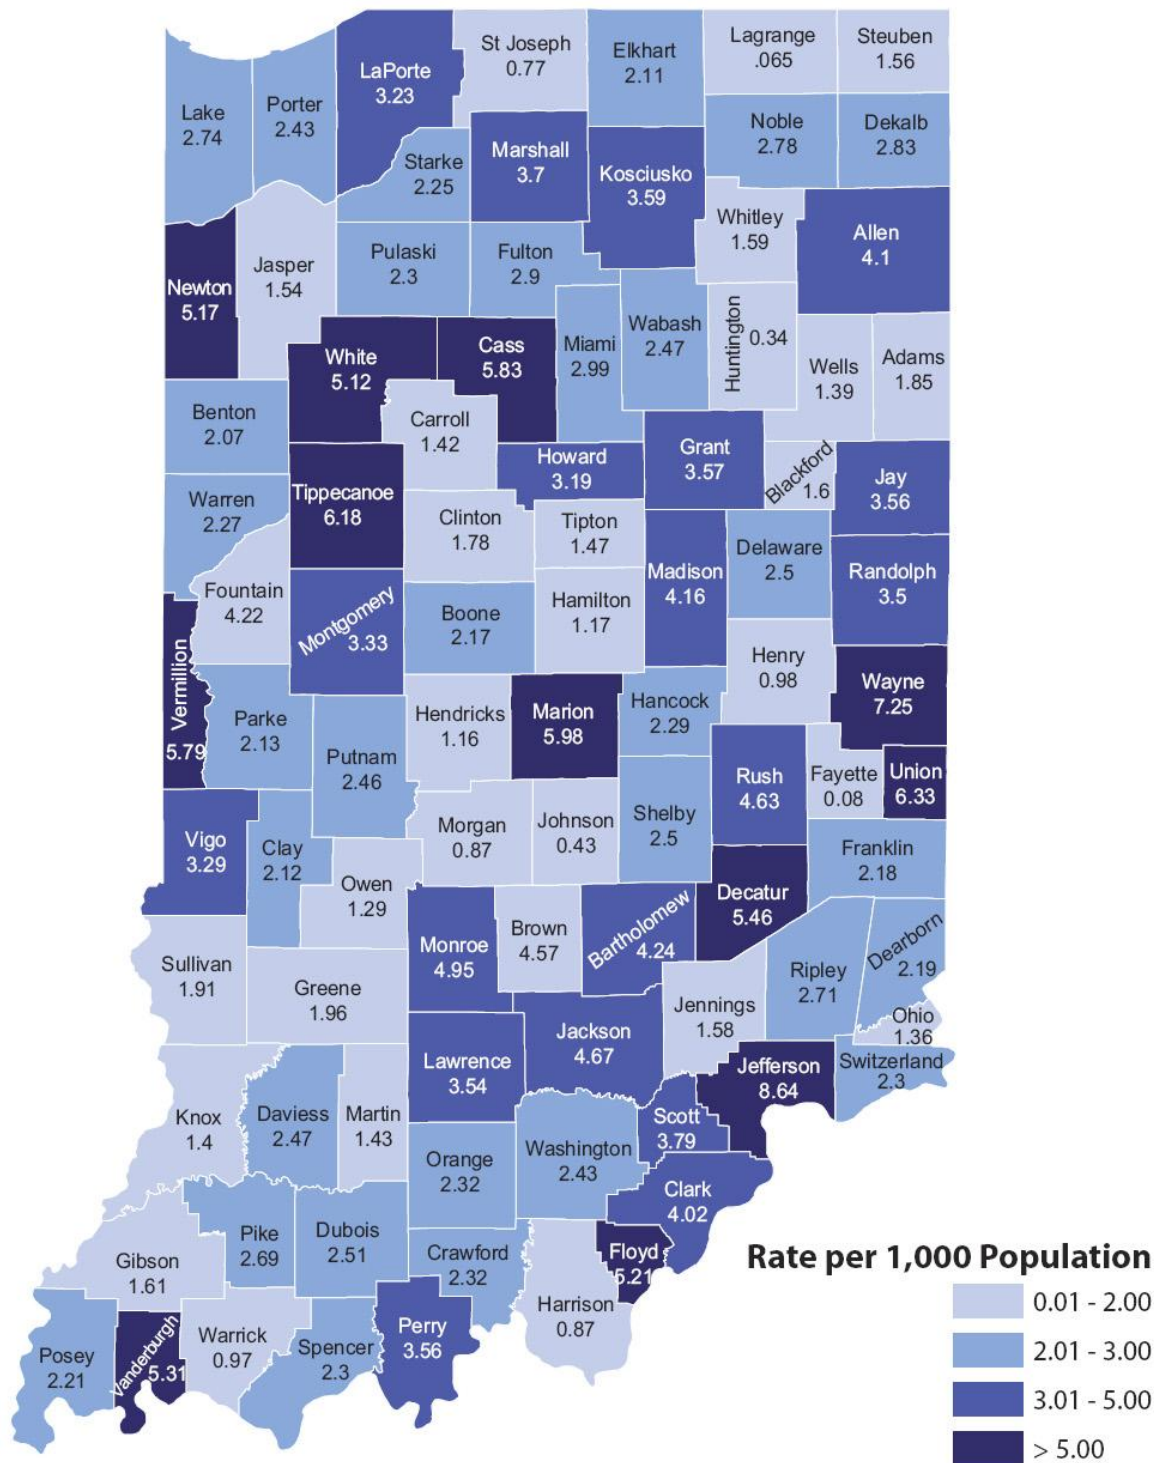 St Joseph
0.77
Elkhart
2.11
Lagrange
.065
Steuben
1.56
LaPorte
3.23
Lake
2.74
Porter
2.43
Starke
2.25
Marshall
3.7
Kosciusko
3.59
Noble
2.78
Dekalb
2.83
Whitley
1.59
Allen
4.1
Newton
5.17
Jasper
1.54
Pulaski
2.3
Fulton
2.9
White
5.12
Cass
5.83
Miami
2.99
Wabash
2.47
Huntington
0.34
Wells
1.39
Adams
1.85
Benton
2.07
Carroll
1.42
Howard
3.19
Grant
3.57
Blackford
1.6
Jay
3.56
Warren
2.27
Tippecanoe
6.18
Clinton
1.78
Tipton
1.47
Madison
4.16
Delaware
2.5
Randolph
3.5
Fountain
4.22
Montgomery
3.33
Boone
2.17
Hamilton
1.17
Henry
0.98
Wayne
7.25
Vermillion
5.79
Parke
2.13
Putnam
2.46
Hendricks
1.16
Marion
5.98
Hancock
2.29
Rush
4.63
Fayette
0.08
Union
6.33
Vigo
3.29
Clay
2.12
Morgan
0.87
Johnson
0.43
Shelby
2.5
Franklin
2.18
Owen
1.29
Monroe
4.95
Brown
4.57
Bartholomew
4.24
Decatur
5.46
Ripley
2.71
Dearborn
2.19
Sullivan
1.91
Greene
1.96
Jackson
4.67
Jennings
1.58
Ohio
1.36
Lawrence
3.54
Jefferson
8.64
Switzerland
2.3
Knox
1.4
Daviess
2.47
Martin
1.43
Orange
2.32
Washington
2.43
Scott
3.79
Clark
4.02
Gibson
1.61
Pike
2.69
Dubois
2.51
Crawford
2.32
Harrison
0.87
Floyd
5.21
Posey
2.21
Vanderburgh
5.31
Warrick
0.97
Spencer
2.3
Perry
3.56
Rate per 1,000 Population
0.01 - 2.00
2.01 - 3.00
3.01 - 5.00
> 5.00